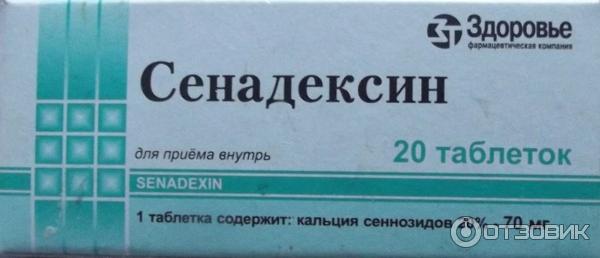 Здоровье
фармацевтическая компания
Сенадексин
для приёма внутрь
20 таблеток
SENADEXIN
1 таблетка содержит: кальция сеннозидов - 70 мг
ОТЗОВИК